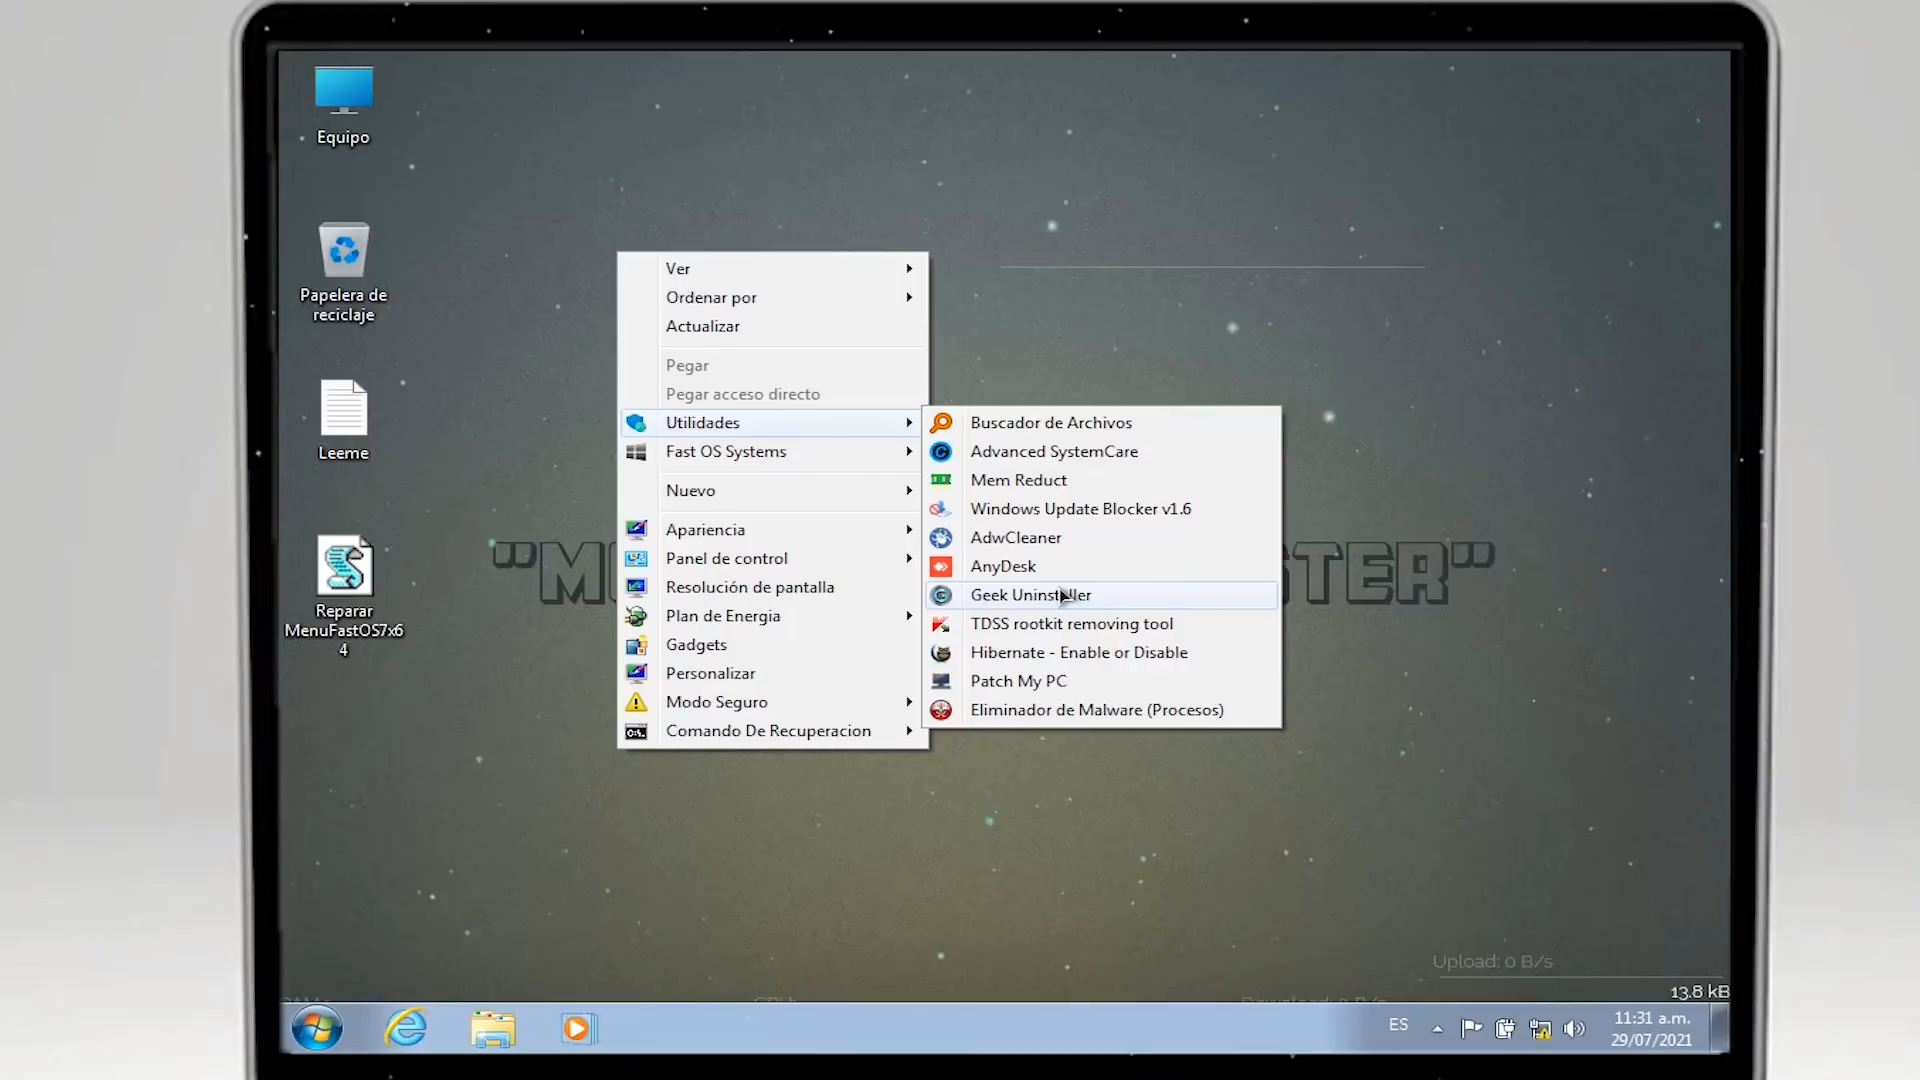 Equipo
Papelera de
reciclaje
Leeme
Reparar
MenuFastOS7x6
4
Ver
Ordenar por
Actualizar
Pegar
Pegar acceso directo
Utilidades
Fast OS Systems
Nuevo
Apariencia
Panel de control
Resolución de pantalla
Plan de Energia
Gadgets
Personalizar
Modo Seguro
Comando De Recuperacion
Buscador de Archivos
Advanced SystemCare
Mem Reduct
Windows Update Blocker v1.6
AdwCleaner
AnyDesk
Geek Uninstaller
TDSS rootkit removing tool
Hibernate - Enable or Disable
Patch My PC
Eliminador de Malware (Procesos)
Upload: 0 B/s
13.8 kB
ES
11:31 a.m.
29/07/2021